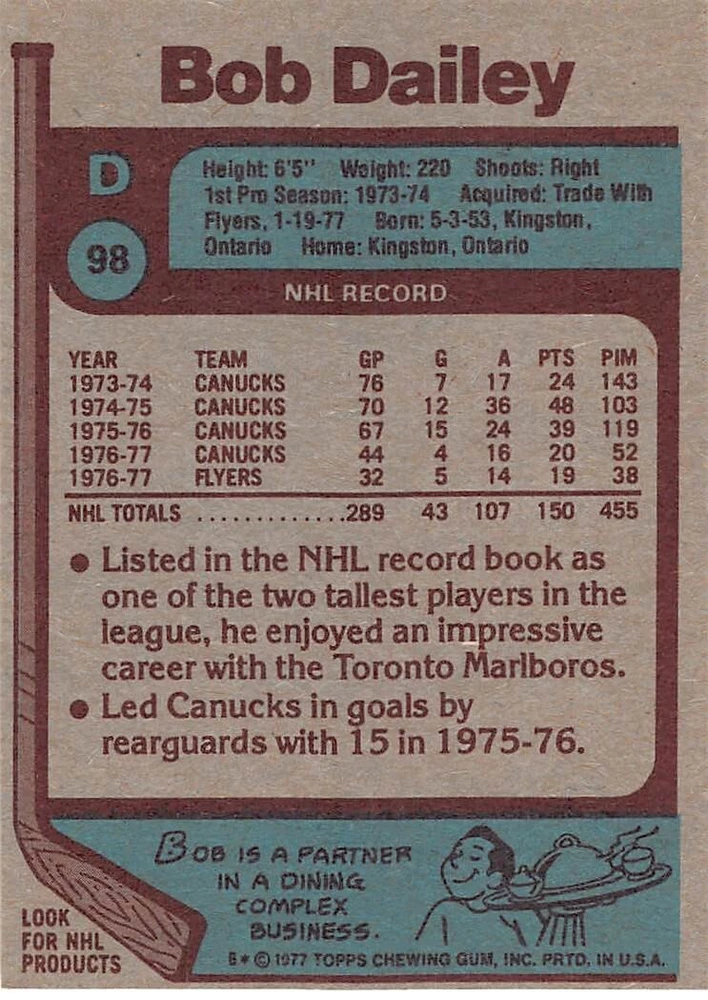 Bob Dailey
D
98
Height: 6'5" Weight: 220 Shoots: Right
1st Pro Season: 1973-74 Acquired: Trade With
Flyers, 1-19-77 Born: 5-3-53, Kingston,
Ontario Home: Kingston, Ontario
NHL RECORD
YEAR TEAM GP G A PTS PIM
1973-74 CANUCKS 76 7 17 24 143
1974-75 CANUCKS 70 12 36 48 103
1975-76 CANUCKS 67 15 24 39 119
1976-77 CANUCKS 44 4 16 20 52
1976-77 FLYERS 32 5 14 19 38
NHL TOTALS ..............289 43 107 150 455
● Listed in the NHL record book as
one of the two tallest players in the
league, he enjoyed an impressive
career with the Toronto Marlboros.
● Led Canucks in goals by
rearguards with 15 in 1975-76.
BOB IS A PARTNER
IN A DINING
COMPLEX
BUSINESS.
LOOK
FOR NHL
PRODUCTS
B * © 1977 TOPPS CHEWING GUM, INC. PRTD. IN U.S.A.